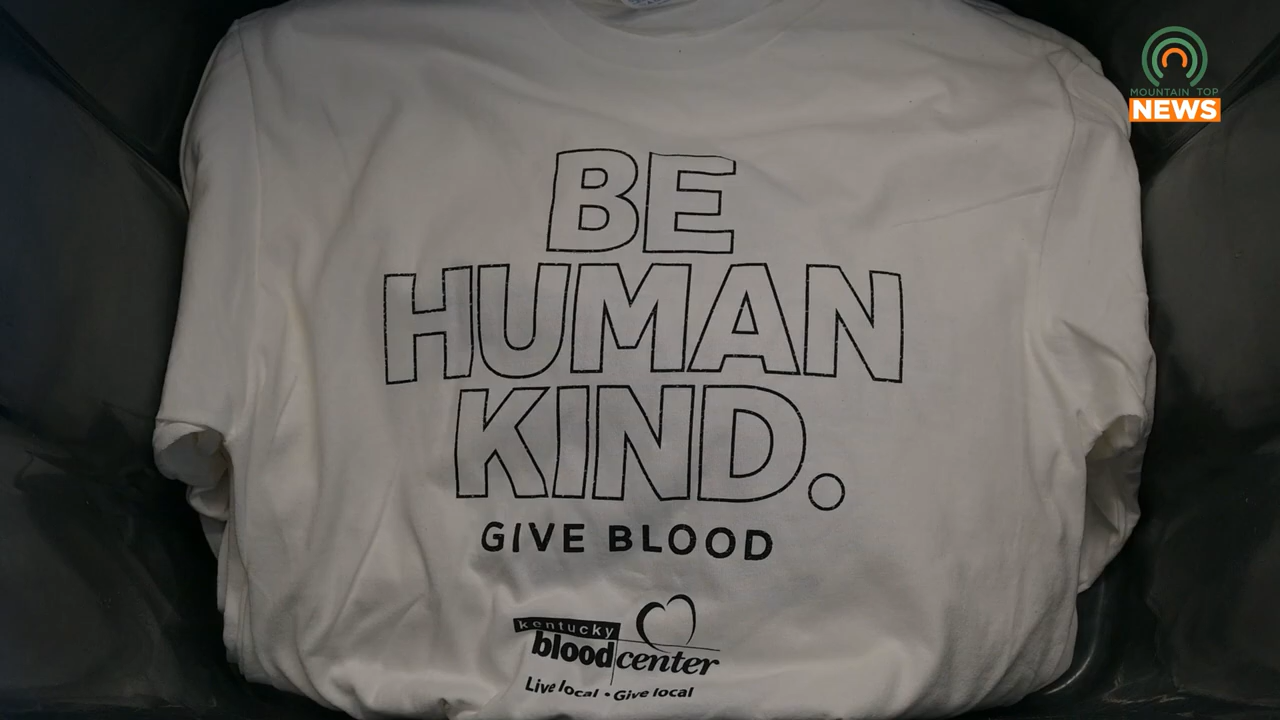 MOUNTAIN TOP
NEWS
BE
HUMAN
KIND.
GIVE BLOOD
kentucky
blood center
Live local • Give local